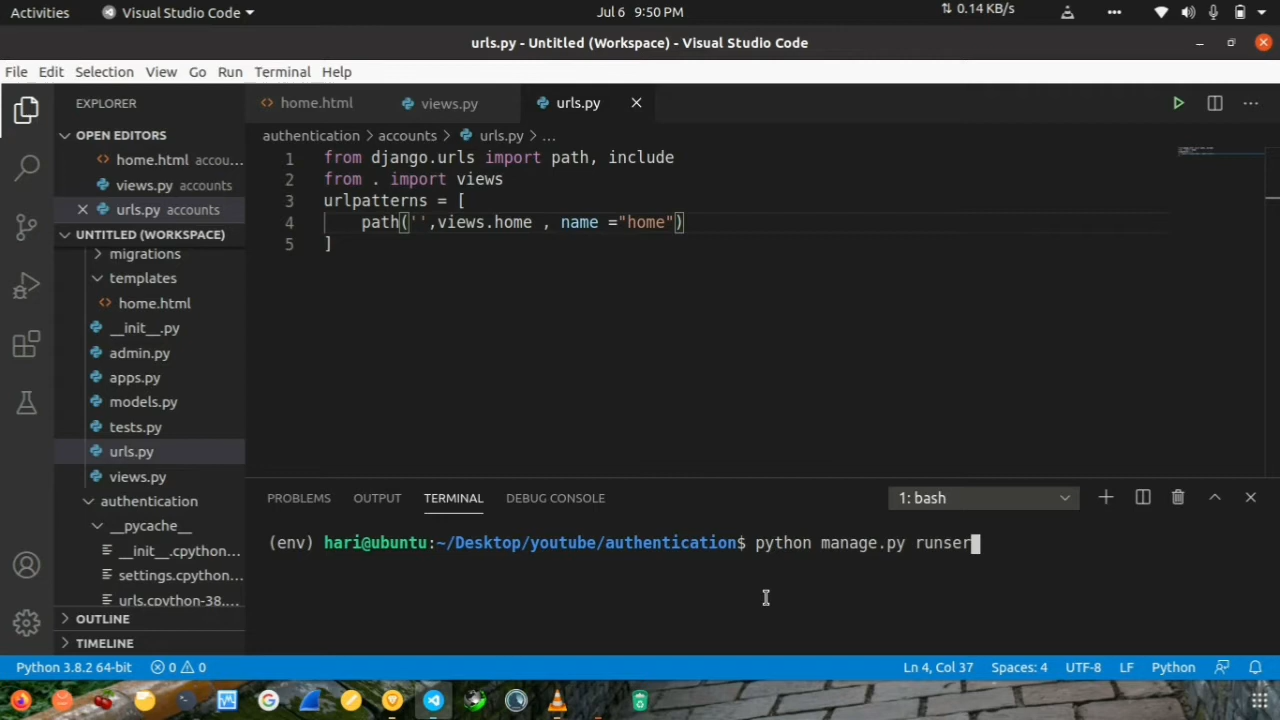 Activities
Visual Studio Code
Jul 6 9:50 PM
0.14 KB/s
urls.py - Untitled (Workspace) - Visual Studio Code
File Edit Selection View Go Run Terminal Help
EXPLORER
OPEN EDITORS
home.html accou...
views.py accounts
urls.py accounts
UNTITLED (WORKSPACE)
migrations
templates
home.html
__init__.py
admin.py
apps.py
models.py
tests.py
urls.py
views.py
authentication
__pycache__
__init__.cpython...
settings.cpython...
urls.cpython-38....
OUTLINE
TIMELINE
home.html
views.py
urls.py
authentication > accounts > urls.py > ...
1 from django.urls import path, include
2 from . import views
3 urlpatterns = [
4 path('',views.home , name ="home")
5 ]
PROBLEMS OUTPUT TERMINAL DEBUG CONSOLE
1: bash
(env) hari@ubuntu:~/Desktop/youtube/authentication$ python manage.py runser
Python 3.8.2 64-bit 0 0
Ln 4, Col 37 Spaces: 4 UTF-8 LF Python